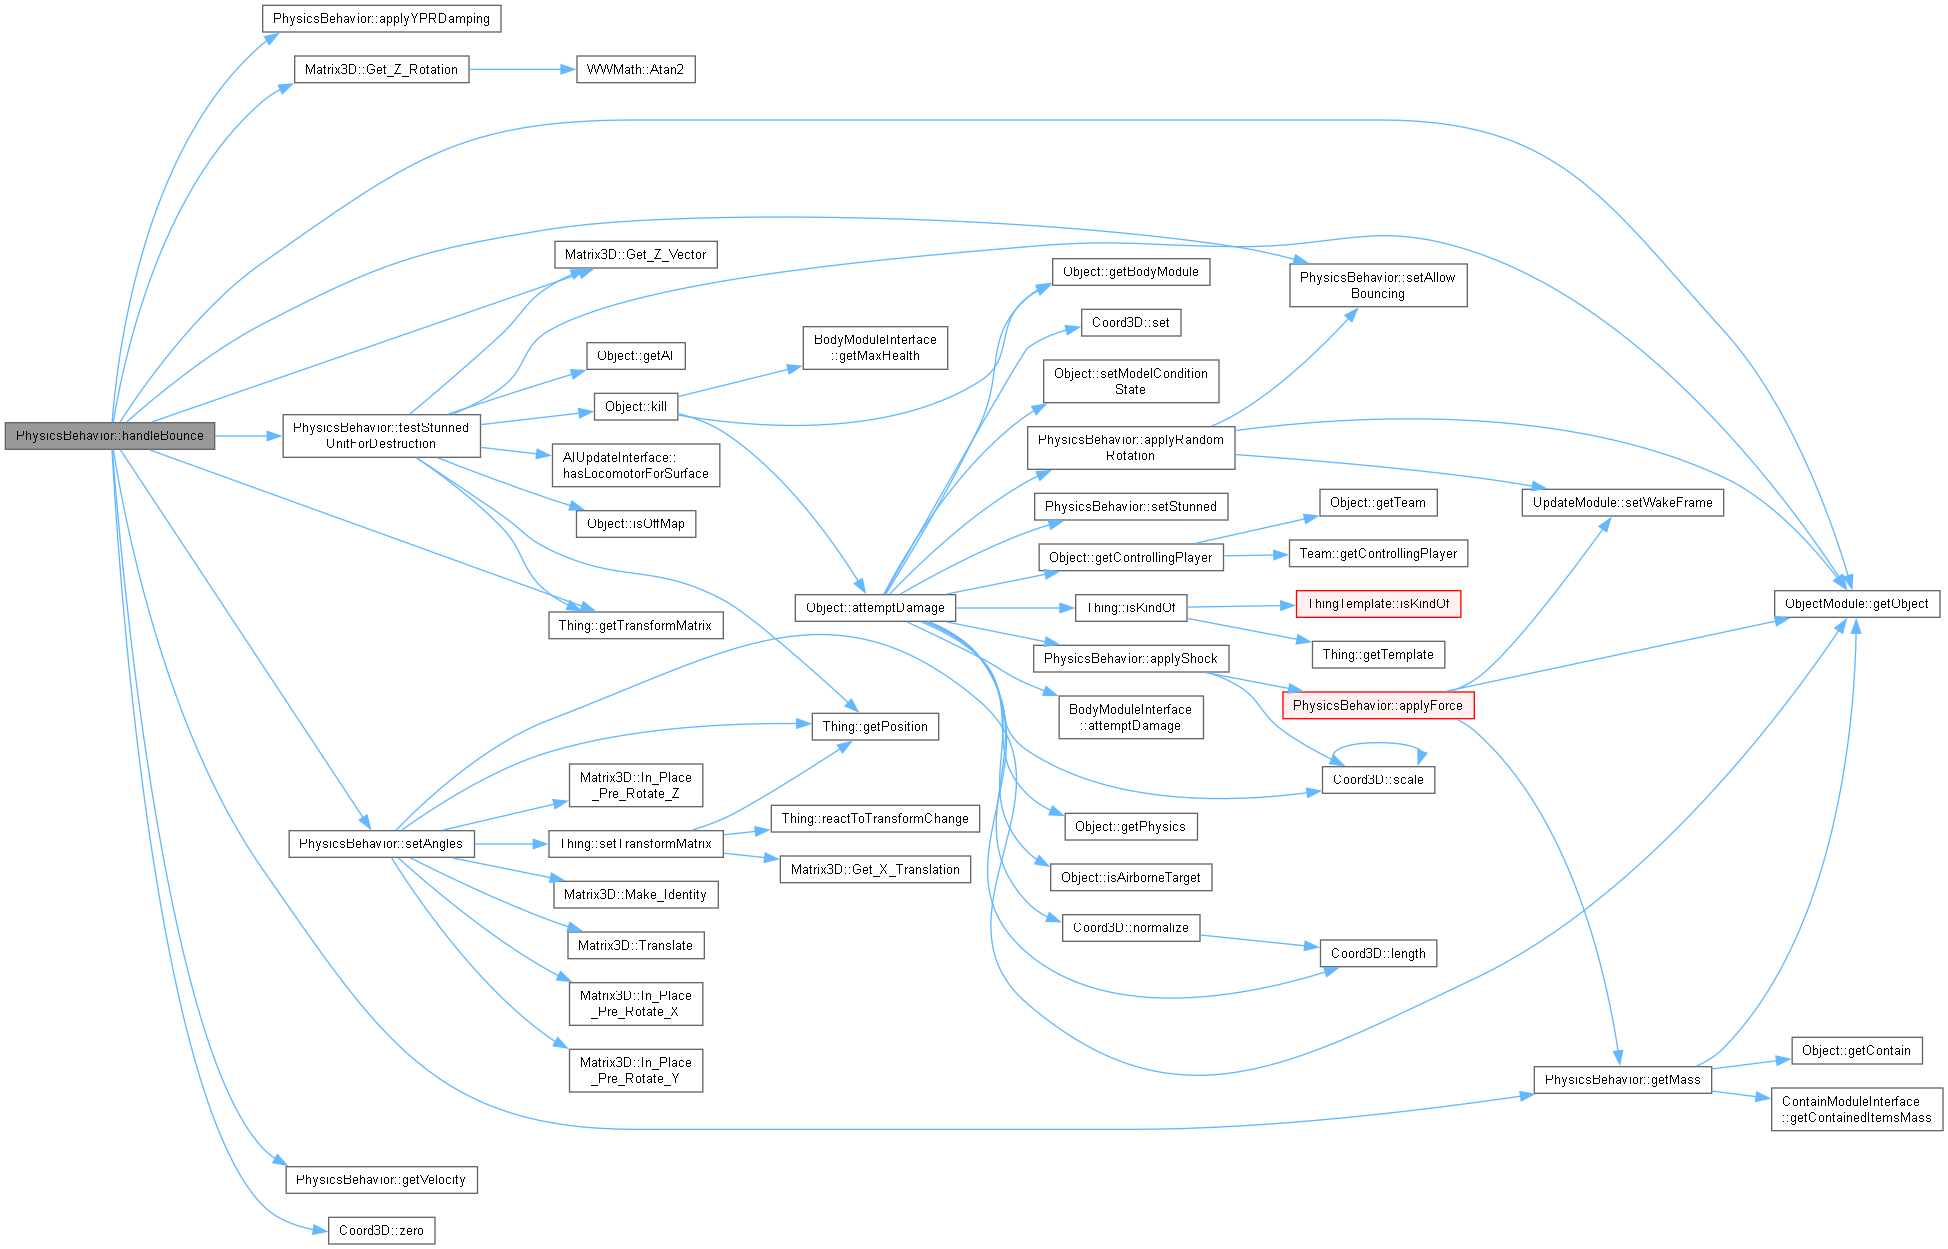 PhysicsBehavior::applyYPRDamping
Matrix3D::Get_Z_Rotation
WWMath::Atan2
Matrix3D::Get_Z_Vector
PhysicsBehavior::setAllow
Bouncing
Object::getBodyModule
Coord3D::set
BodyModuleInterface
::getMaxHealth
Object::getAI
Object::setModelCondition
State
Object::kill
PhysicsBehavior::handleBounce
PhysicsBehavior::testStunned
UnitForDestruction
PhysicsBehavior::applyRandom
Rotation
AIUpdateInterface::
hasLocomotorForSurface
PhysicsBehavior::setStunned
Object::getTeam
UpdateModule::setWakeFrame
Object::isOffMap
Object::getControllingPlayer
Team::getControllingPlayer
Object::attemptDamage
Thing::isKindOf
ThingTemplate::isKindOf
ObjectModule::getObject
Thing::getTransformMatrix
PhysicsBehavior::applyShock
Thing::getTemplate
PhysicsBehavior::applyForce
BodyModuleInterface
::attemptDamage
Thing::getPosition
Matrix3D::In_Place
_Pre_Rotate_Z
Coord3D::scale
Thing::reactToTransformChange
Object::getPhysics
PhysicsBehavior::setAngles
Thing::setTransformMatrix
Matrix3D::Get_X_Translation
Object::isAirborneTarget
Matrix3D::Make_Identity
Coord3D::normalize
Matrix3D::Translate
Coord3D::length
Matrix3D::In_Place
_Pre_Rotate_X
Matrix3D::In_Place
_Pre_Rotate_Y
Object::getContain
PhysicsBehavior::getMass
ContainModuleInterface
::getContainedItemsMass
PhysicsBehavior::getVelocity
Coord3D::zero